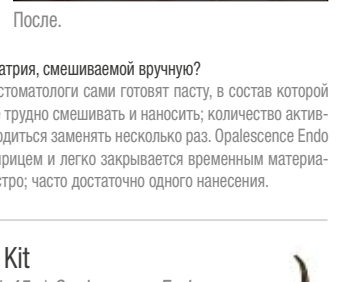 После.
атрия, смешиваемой вручную?
стоматологи сами готовят пасту, в состав которой
трудно смешивать и наносить; количество актив-
одиться заменять несколько раз. Opalescence Endo
прицем и легко закрывается временным материа-
стро; часто достаточно одного нанесения.
Kit